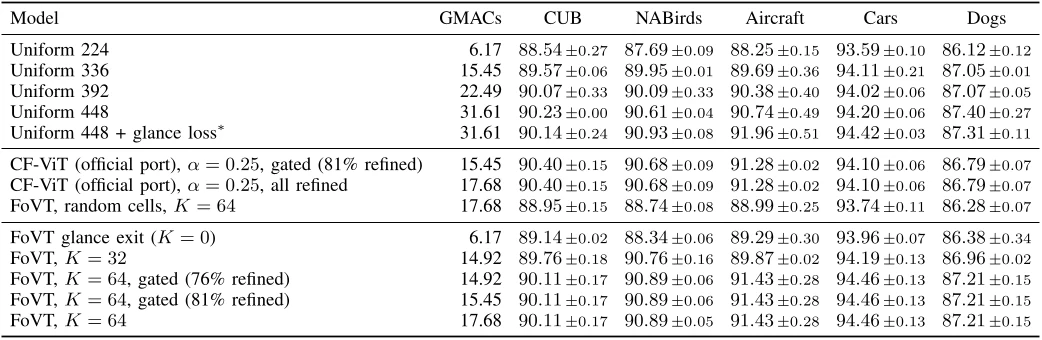 Model GMACs CUB NABirds Aircraft Cars Dogs
Uniform 224 6.17 88.54 ±0.27 87.69 ±0.09 88.25 ±0.15 93.59 ±0.10 86.12 ±0.12
Uniform 336 15.45 89.57 ±0.06 89.95 ±0.01 89.69 ±0.36 94.11 ±0.21 87.05 ±0.01
Uniform 392 22.49 90.07 ±0.33 90.09 ±0.33 90.38 ±0.40 94.02 ±0.06 87.07 ±0.05
Uniform 448 31.61 90.23 ±0.00 90.61 ±0.04 90.74 ±0.49 94.20 ±0.06 87.40 ±0.27
Uniform 448 + glance loss* 31.61 90.14 ±0.24 90.93 ±0.08 91.96 ±0.51 94.42 ±0.03 87.31 ±0.11
CF-ViT (official port), α = 0.25, gated (81% refined) 15.45 90.40 ±0.15 90.68 ±0.09 91.28 ±0.02 94.10 ±0.06 86.79 ±0.07
CF-ViT (official port), α = 0.25, all refined 17.68 90.40 ±0.15 90.68 ±0.09 91.28 ±0.02 94.10 ±0.06 86.79 ±0.07
FoVT, random cells, K = 64 17.68 88.95 ±0.15 88.74 ±0.08 88.99 ±0.25 93.74 ±0.11 86.28 ±0.07
FoVT glance exit (K = 0) 6.17 89.14 ±0.02 88.34 ±0.06 89.29 ±0.30 93.96 ±0.07 86.38 ±0.34
FoVT, K = 32 14.92 89.76 ±0.18 90.76 ±0.16 89.87 ±0.02 94.19 ±0.13 86.96 ±0.02
FoVT, K = 64, gated (76% refined) 14.92 90.11 ±0.17 90.89 ±0.06 91.43 ±0.28 94.46 ±0.13 87.21 ±0.15
FoVT, K = 64, gated (81% refined) 15.45 90.11 ±0.17 90.89 ±0.06 91.43 ±0.28 94.46 ±0.13 87.21 ±0.15
FoVT, K = 64 17.68 90.11 ±0.17 90.89 ±0.05 91.43 ±0.28 94.46 ±0.13 87.21 ±0.15